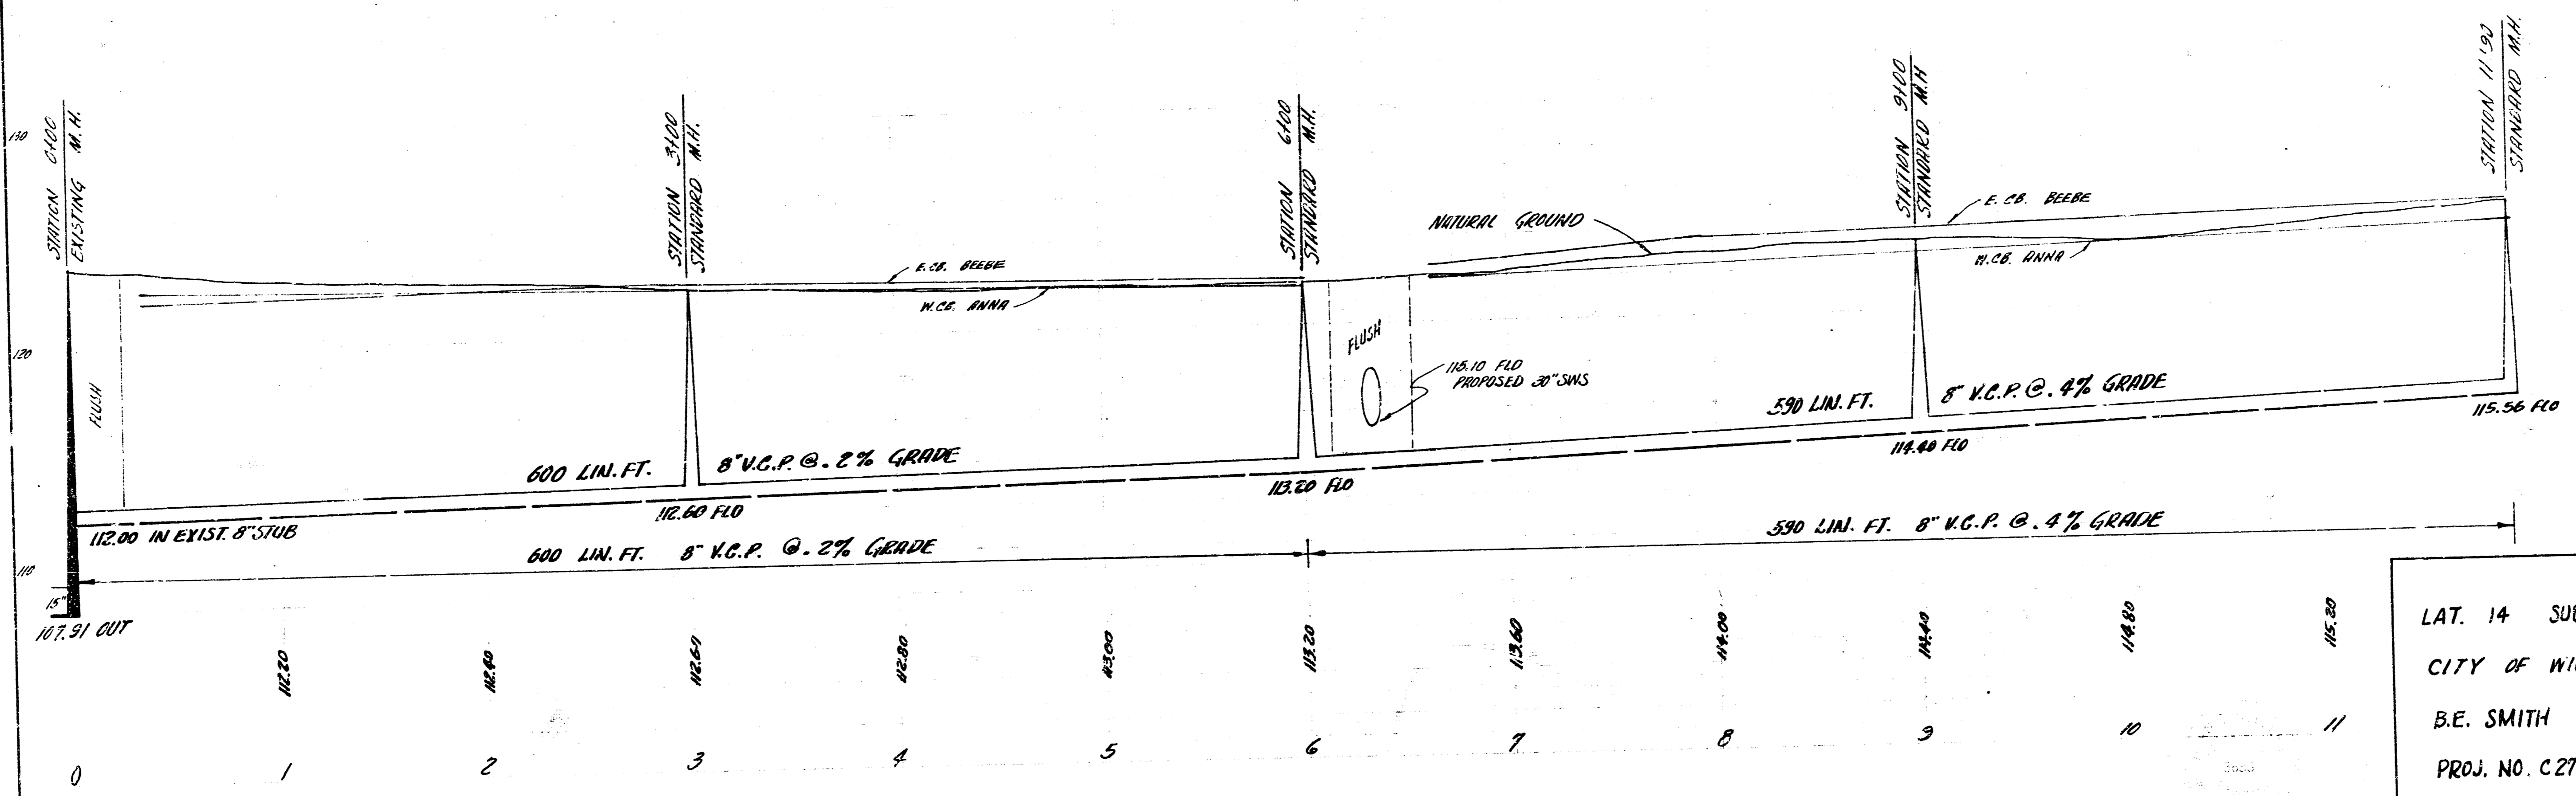 STATION 0+00
EXISTING M.H.
STATION 3+00
STANDARD M.H.
STATION 6+00
STANDARD M.H.
STATION 9+00
STANDARD M.H
STATION 11+90
STANDARD M.H.
130
120
110
E. CB. BEEBE
W. CB. ANNA
NATURAL GROUND
E. CB. BEEBE
W. CB. ANNA
FLUSH
FLUSH
115.10 FLO
PROPOSED 30" SWS
600 LIN. FT.
8" V.C.P. @ .2% GRADE
590 LIN. FT.
8" V.C.P. @ .4% GRADE
112.00 IN EXIST. 8" STUB
112.60 FLO
113.20 FLO
114.40 FLO
115.56 FLO
600 LIN. FT. 8" V.C.P. @ .2% GRADE
590 LIN. FT. 8" V.C.P. @ .4% GRADE
15"
107.91 OUT
112.20
112.40
112.60
112.80
113.00
113.20
113.60
114.00
114.40
114.80
115.20
0 1 2 3 4 5 6 7 8 9 10 11
LAT. 14
CITY OF
B.E. SMITH
PROJ. NO. C27